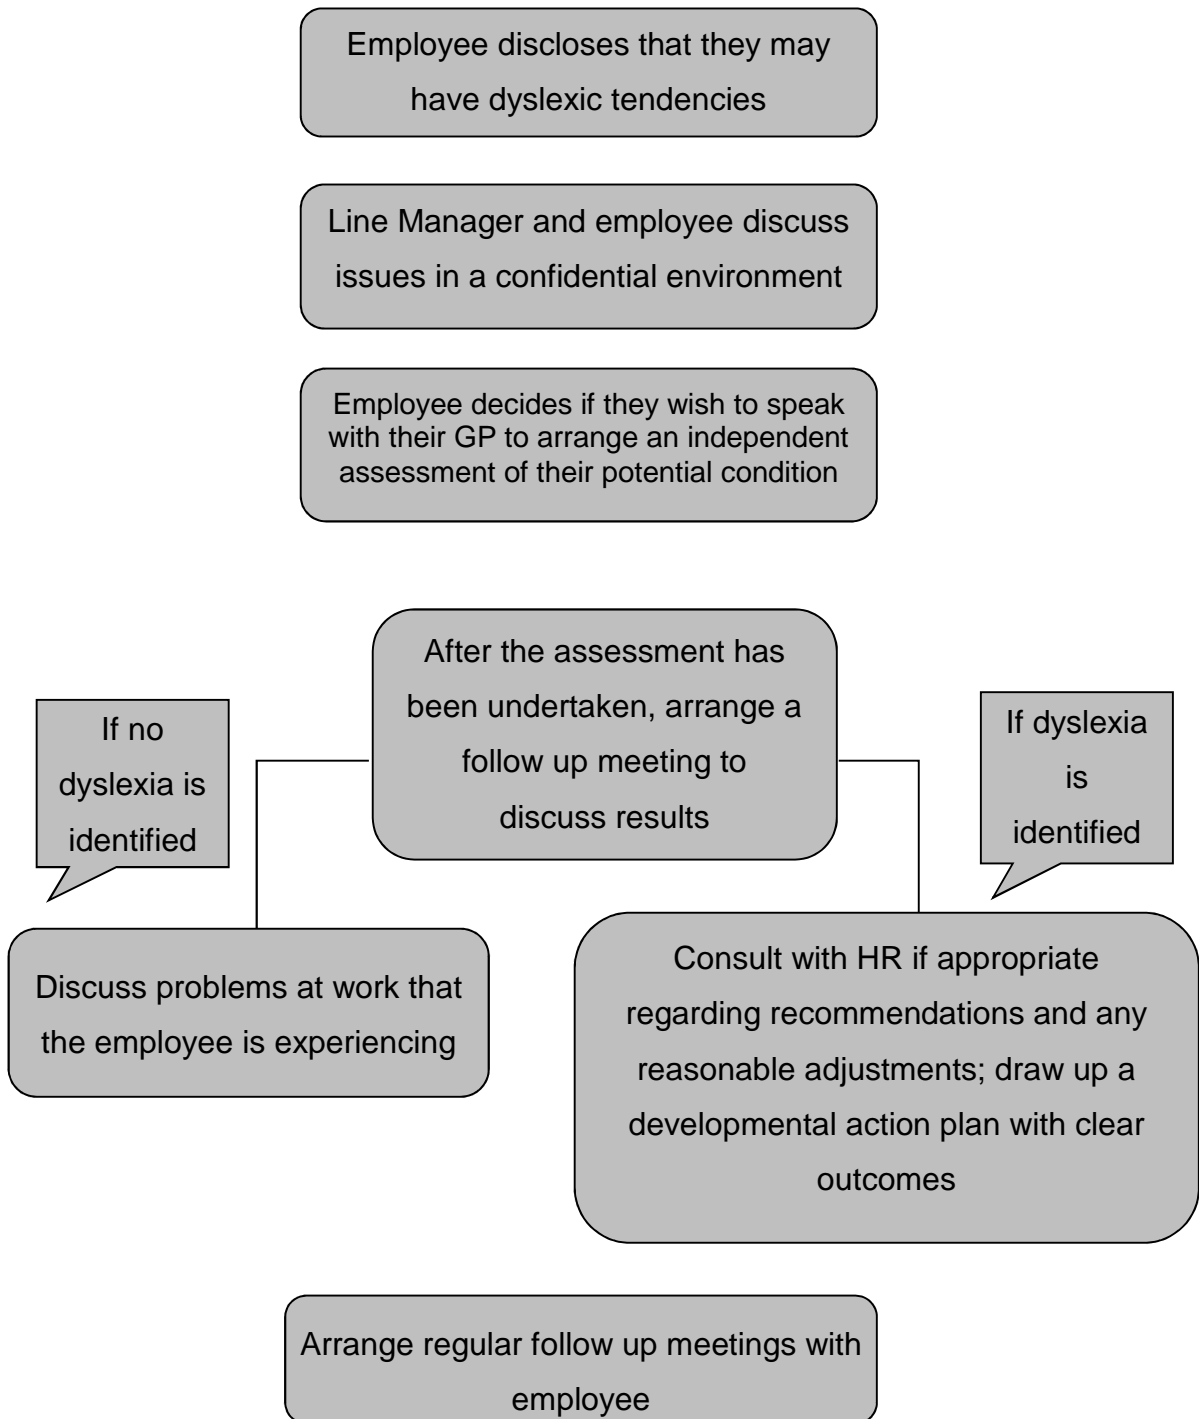 Employee discloses that they may
have dyslexic tendencies
Line Manager and employee discuss
issues in a confidential environment
Employee decides if they wish to speak
with their GP to arrange an independent
assessment of their potential condition
After the assessment has
been undertaken, arrange a
follow up meeting to
discuss results
If no
dyslexia is
identified
If dyslexia
is
identified
Discuss problems at work that
the employee is experiencing
Consult with HR if appropriate
regarding recommendations and any
reasonable adjustments; draw up a
developmental action plan with clear
outcomes
Arrange regular follow up meetings with
employee